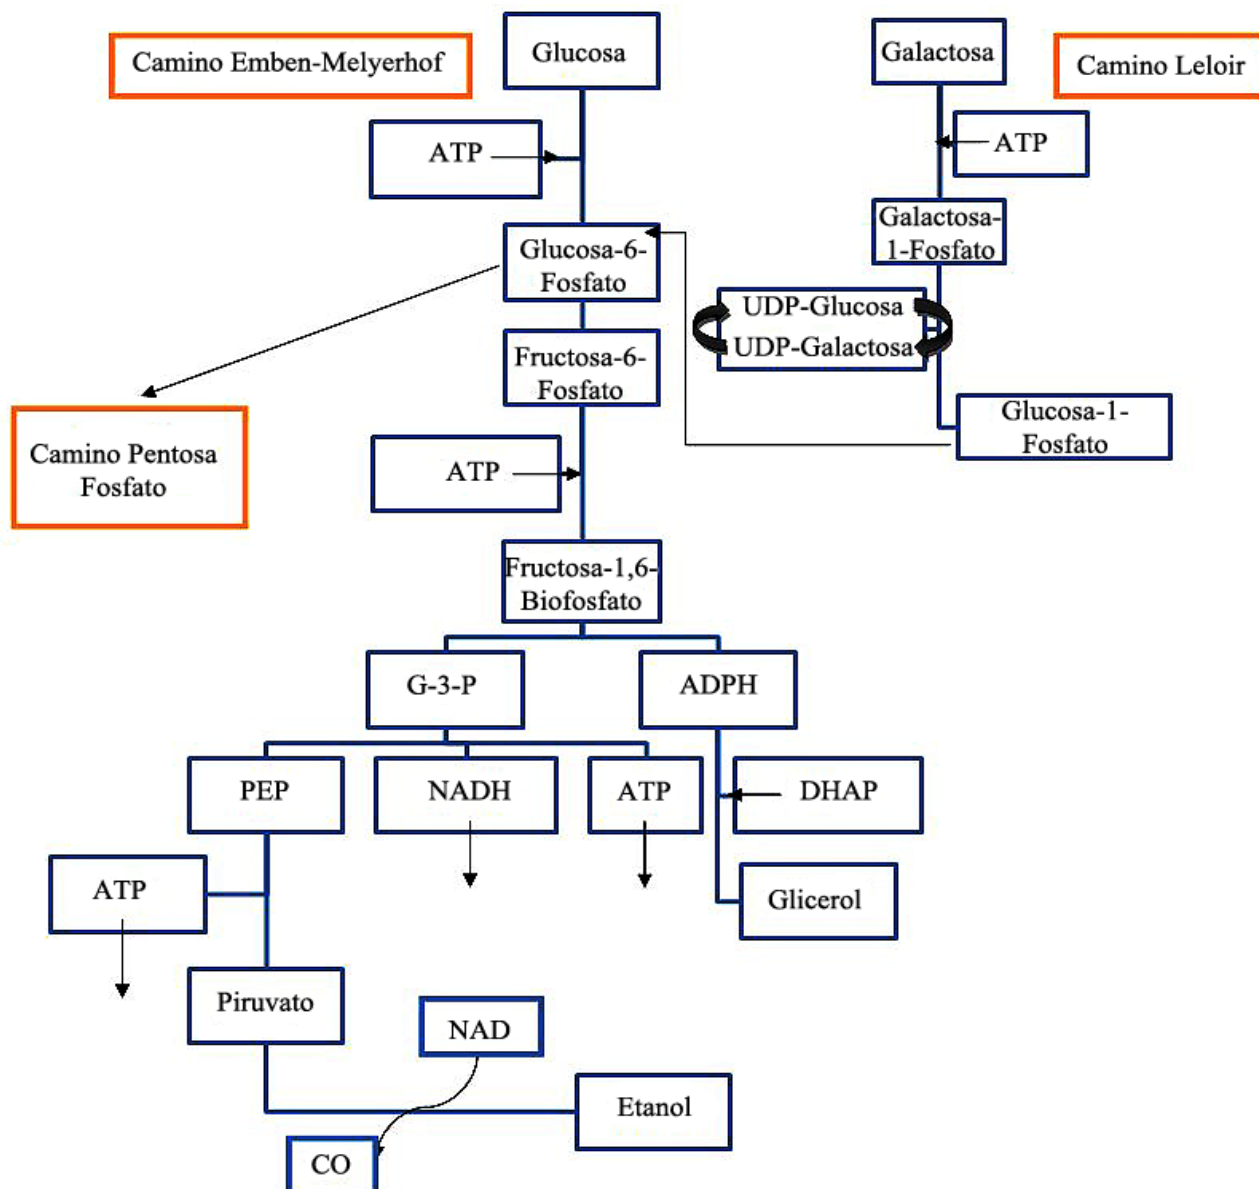 Camino Emben-Melyerhof
Glucosa
Galactosa
Camino Leloir
ATP
ATP
Glucosa-6-
Fosfato
Galactosa-
1-Fosfato
UDP-Glucosa
UDP-Galactosa
Fructosa-6-
Fosfato
Glucosa-1-
Fosfato
Camino Pentosa
Fosfato
ATP
Fructosa-1,6-
Biofosfato
G-3-P
ADPH
PEP
NADH
ATP
DHAP
ATP
Glicerol
Piruvato
NAD
Etanol
CO